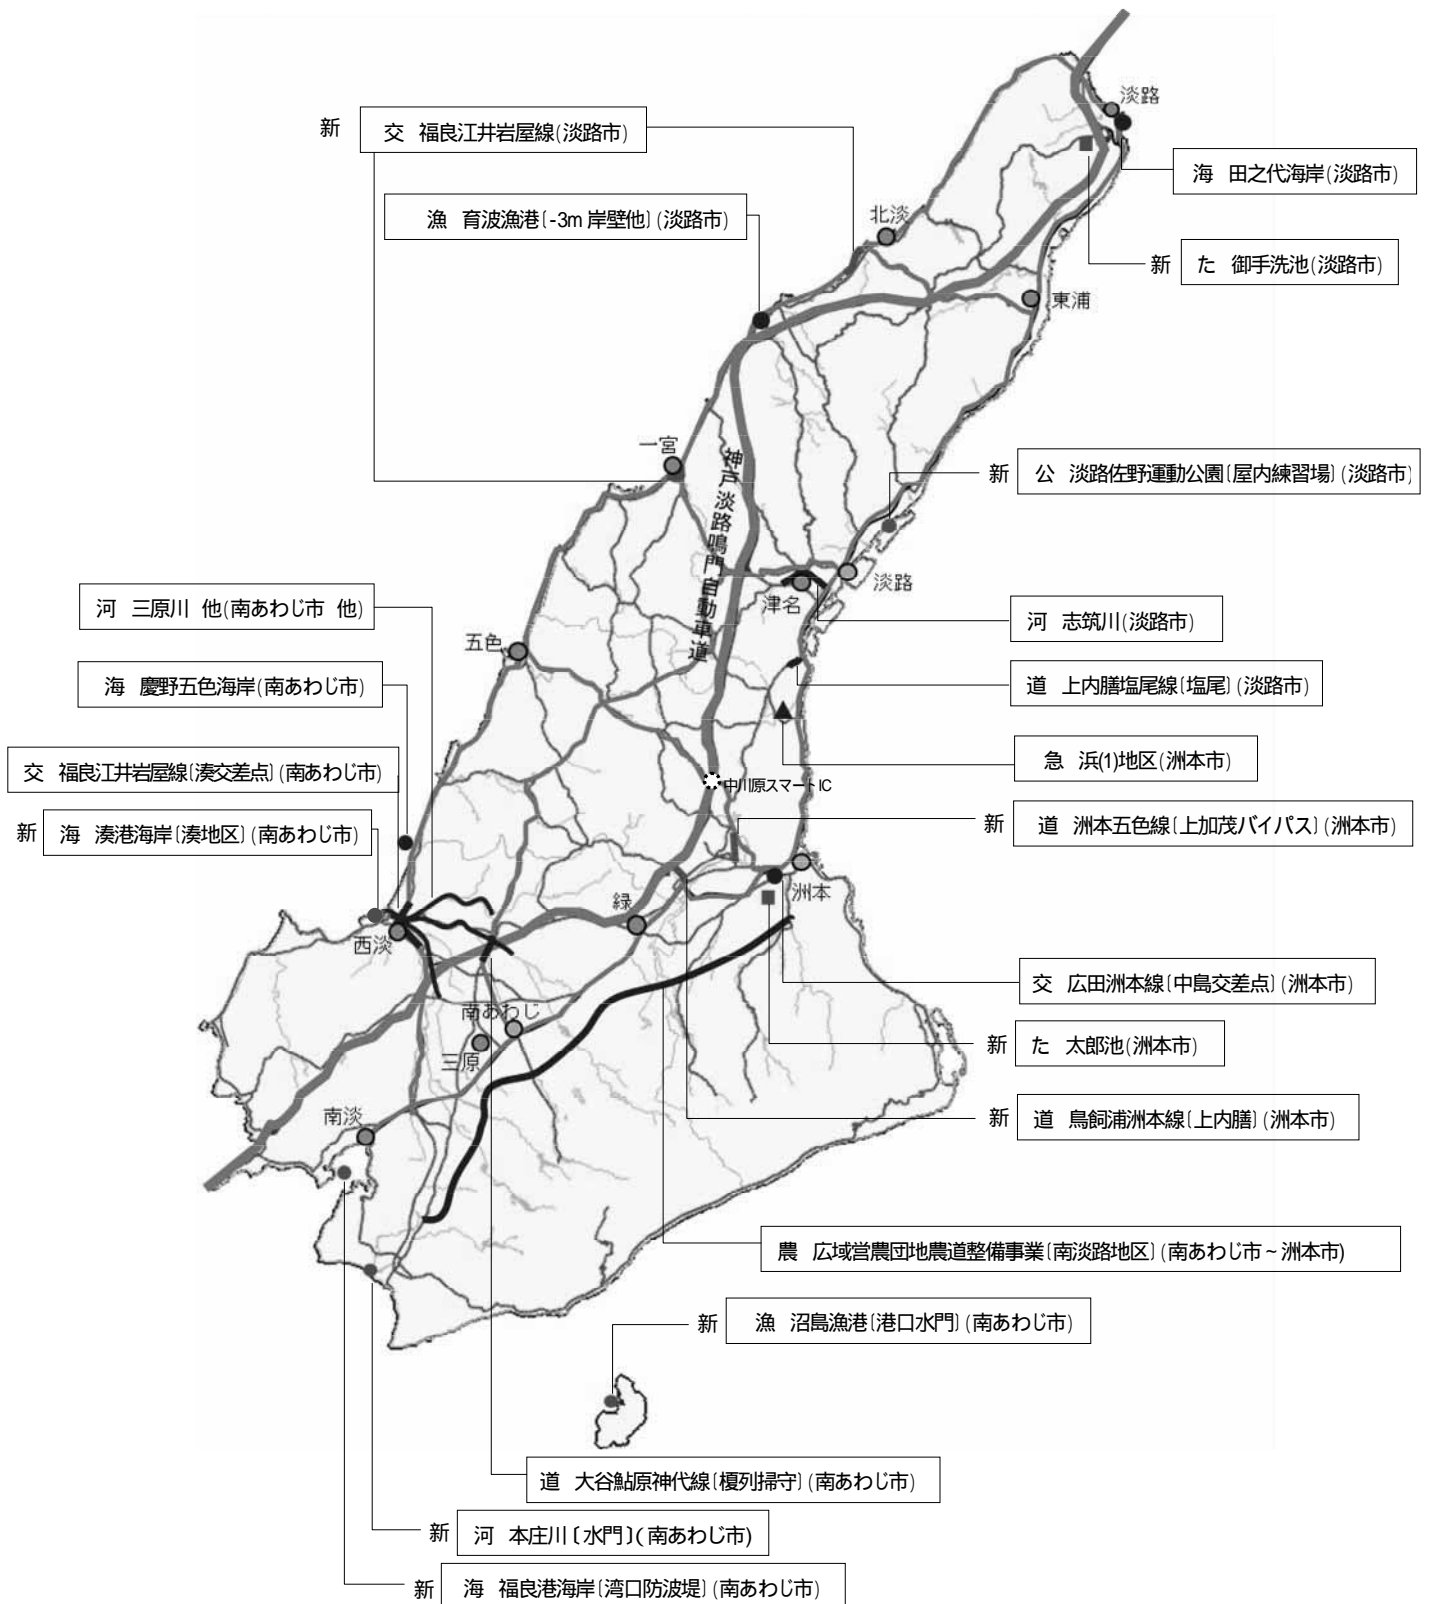 淡路
新 交 福良江井岩屋線(淡路市)
海 田之代海岸(淡路市)
漁 育波漁港〔-3m 岸壁他〕(淡路市)
北淡
新 た 御手洗池(淡路市)
東浦
一宮
神戸淡路鳴門自動車道
新 公 淡路佐野運動公園〔屋内練習場〕(淡路市)
淡路
津名
河 三原川 他(南あわじ市 他)
河 志筑川(淡路市)
五色
海 慶野五色海岸(南あわじ市)
道 上内膳塩尾線〔塩尾〕(淡路市)
交 福良江井岩屋線〔湊交差点〕(南あわじ市)
急 浜(1)地区(洲本市)
中川原スマートIC
新 海 湊港海岸〔湊地区〕(南あわじ市)
新 道 洲本五色線〔上加茂バイパス〕(洲本市)
洲本
緑
西淡
交 広田洲本線〔中島交差点〕(洲本市)
南あわじ
新 た 太郎池(洲本市)
三原
南淡
新 道 鳥飼浦洲本線〔上内膳〕(洲本市)
農 広域営農団地農道整備事業〔南淡路地区〕(南あわじ市~洲本市)
新 漁 沼島漁港〔港口水門〕(南あわじ市)
道 大谷鮎原神代線〔榎列掃守〕(南あわじ市)
新 河 本庄川〔水門〕(南あわじ市)
新 海 福良港海岸〔湾口防波堤〕(南あわじ市)